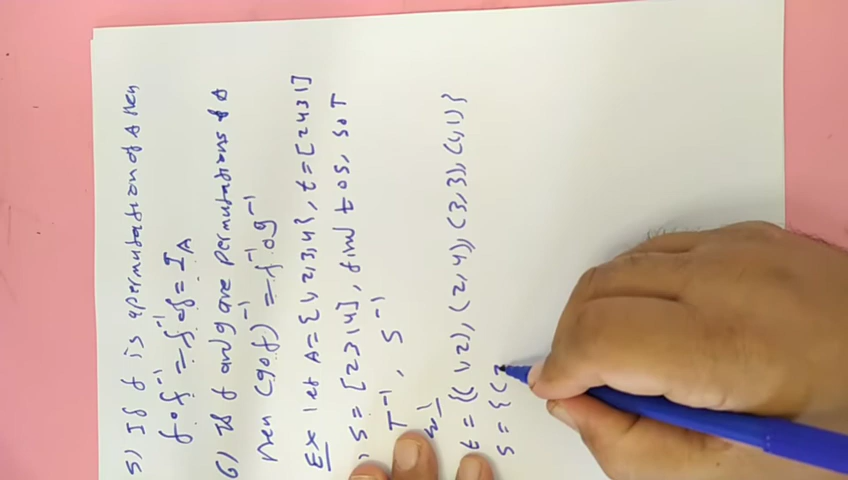 5) If f is a permutation of A then
f o f⁻¹ = f⁻¹ o f = I_A
6) If f and g are permutations of A
then (g o f)⁻¹ = f⁻¹ o g⁻¹
Ex let A = {1, 2, 3, 4}, t = [2 4 3 1]
, S = [2 3 1 4], find t o s, s o T
T⁻¹, S⁻¹
t = {(1,2), (2,4), (3,3), (4,1)}
S = {(